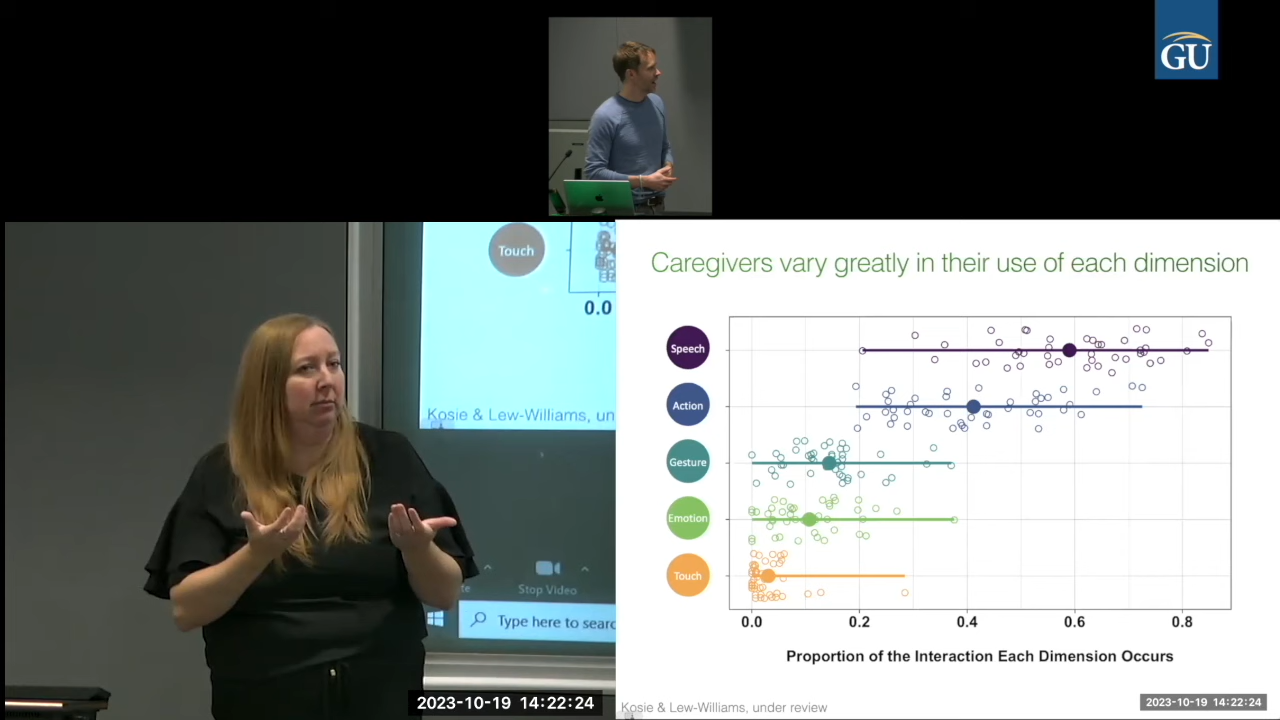 GU
Touch
0.0
Kosie & Lew-Williams, un
Stop Video
Type here to searc
2023-10-19 14:22:24
Caregivers vary greatly in their use of each dimension
Speech
Action
Gesture
Emotion
Touch
0.0 0.2 0.4 0.6 0.8
Proportion of the Interaction Each Dimension Occurs
Kosie & Lew-Williams, under review
2023-10-19 14:22:24